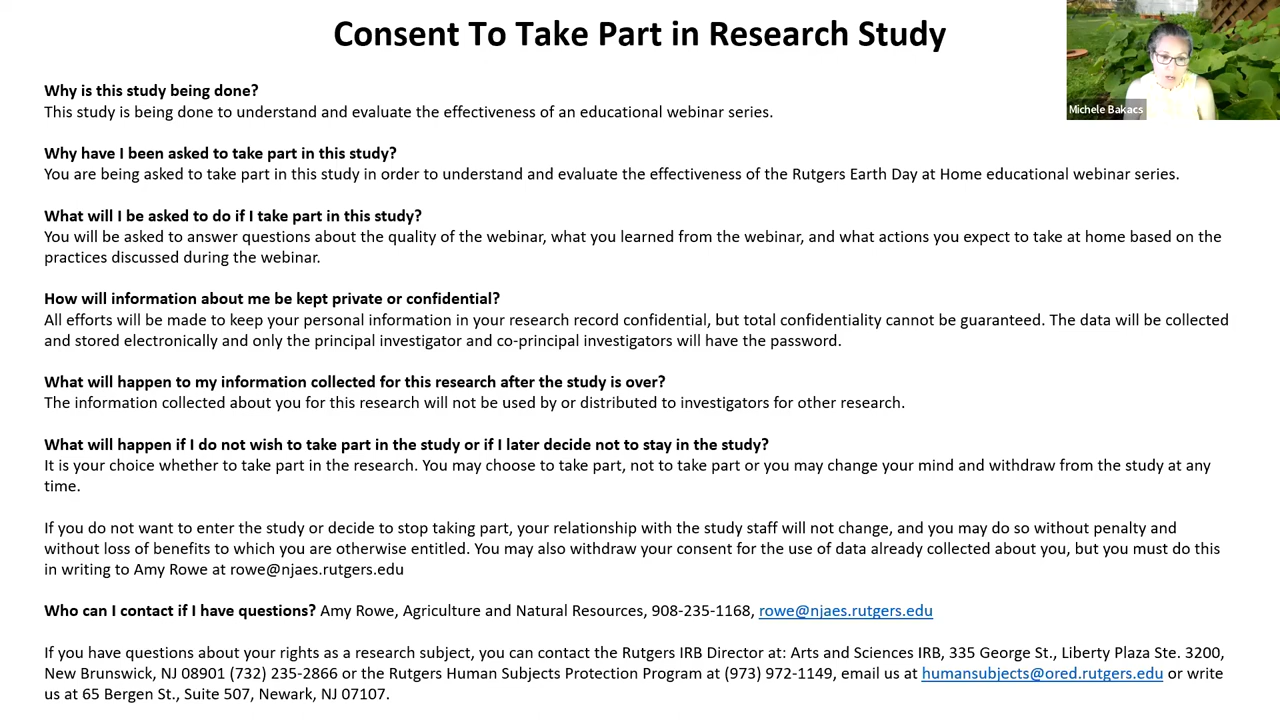 Consent To Take Part in Research Study
Michele Bakacs
Why is this study being done?
This study is being done to understand and evaluate the effectiveness of an educational webinar series.
Why have I been asked to take part in this study?
You are being asked to take part in this study in order to understand and evaluate the effectiveness of the Rutgers Earth Day at Home educational webinar series.
What will I be asked to do if I take part in this study?
You will be asked to answer questions about the quality of the webinar, what you learned from the webinar, and what actions you expect to take at home based on the
practices discussed during the webinar.
How will information about me be kept private or confidential?
All efforts will be made to keep your personal information in your research record confidential, but total confidentiality cannot be guaranteed. The data will be collected
and stored electronically and only the principal investigator and co-principal investigators will have the password.
What will happen to my information collected for this research after the study is over?
The information collected about you for this research will not be used by or distributed to investigators for other research.
What will happen if I do not wish to take part in the study or if I later decide not to stay in the study?
It is your choice whether to take part in the research. You may choose to take part, not to take part or you may change your mind and withdraw from the study at any
time.
If you do not want to enter the study or decide to stop taking part, your relationship with the study staff will not change, and you may do so without penalty and
without loss of benefits to which you are otherwise entitled. You may also withdraw your consent for the use of data already collected about you, but you must do this
in writing to Amy Rowe at rowe@njaes.rutgers.edu
Who can I contact if I have questions? Amy Rowe, Agriculture and Natural Resources, 908-235-1168, rowe@njaes.rutgers.edu
If you have questions about your rights as a research subject, you can contact the Rutgers IRB Director at: Arts and Sciences IRB, 335 George St., Liberty Plaza Ste. 3200,
New Brunswick, NJ 08901 (732) 235-2866 or the Rutgers Human Subjects Protection Program at (973) 972-1149, email us at humansubjects@ored.rutgers.edu or write
us at 65 Bergen St., Suite 507, Newark, NJ 07107.